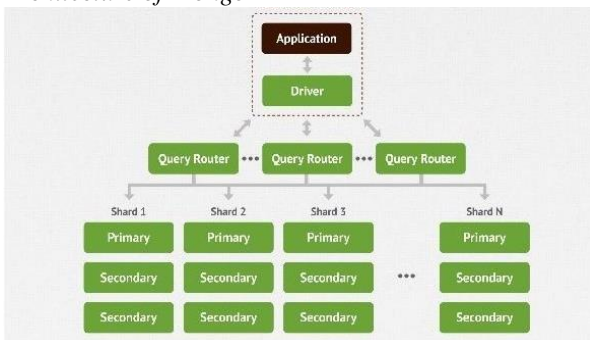 Application
Driver
Query Router ••• Query Router ••• Query Router
Shard 1 Shard 2 Shard 3 Shard N
Primary Primary Primary Primary
Secondary Secondary Secondary ••• Secondary
Secondary Secondary Secondary Secondary